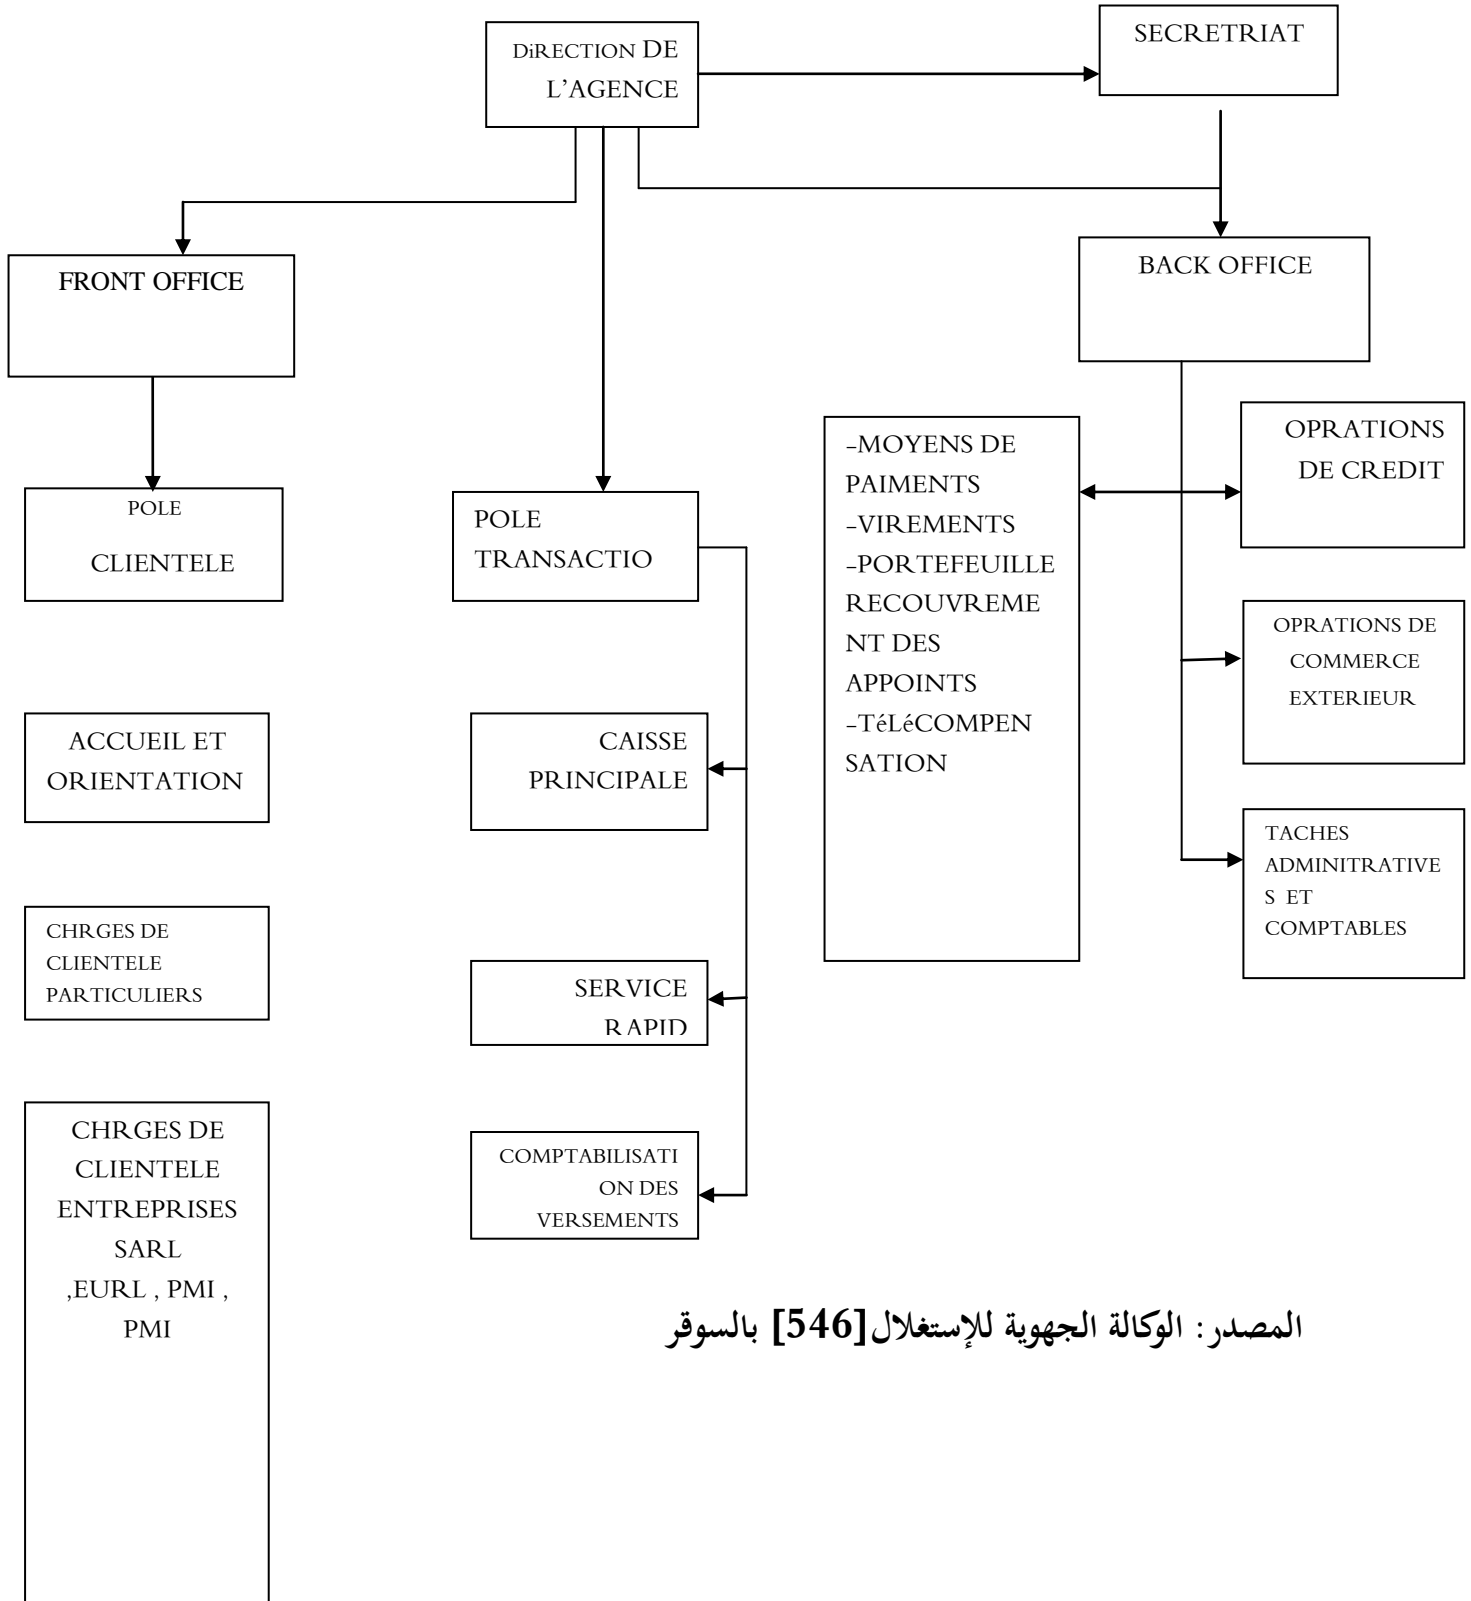 DiRECTION DE
L'AGENCE
SECRETRIAT
FRONT OFFICE
BACK OFFICE
POLE
CLIENTELE
POLE
TRANSACTIO
-MOYENS DE
PAIMENTS
-VIREMENTS
-PORTEFEUILLE
RECOUVREME
NT DES
APPOINTS
-TéLéCOMPEN
SATION
OPRATIONS
DE CREDIT
OPRATIONS DE
COMMERCE
EXTERIEUR
TACHES
ADMINITRATIVE
S ET
COMPTABLES
ACCUEIL ET
ORIENTATION
CAISSE
PRINCIPALE
CHRGES DE
CLIENTELE
PARTICULIERS
SERVICE
RAPID
CHRGES DE
CLIENTELE
ENTREPRISES
SARL
,EURL , PMI ,
PMI
COMPTABILISATI
ON DES
VERSEMENTS
المصدر: الوكالة الجهوية للإستغلال[546] بالسوقر